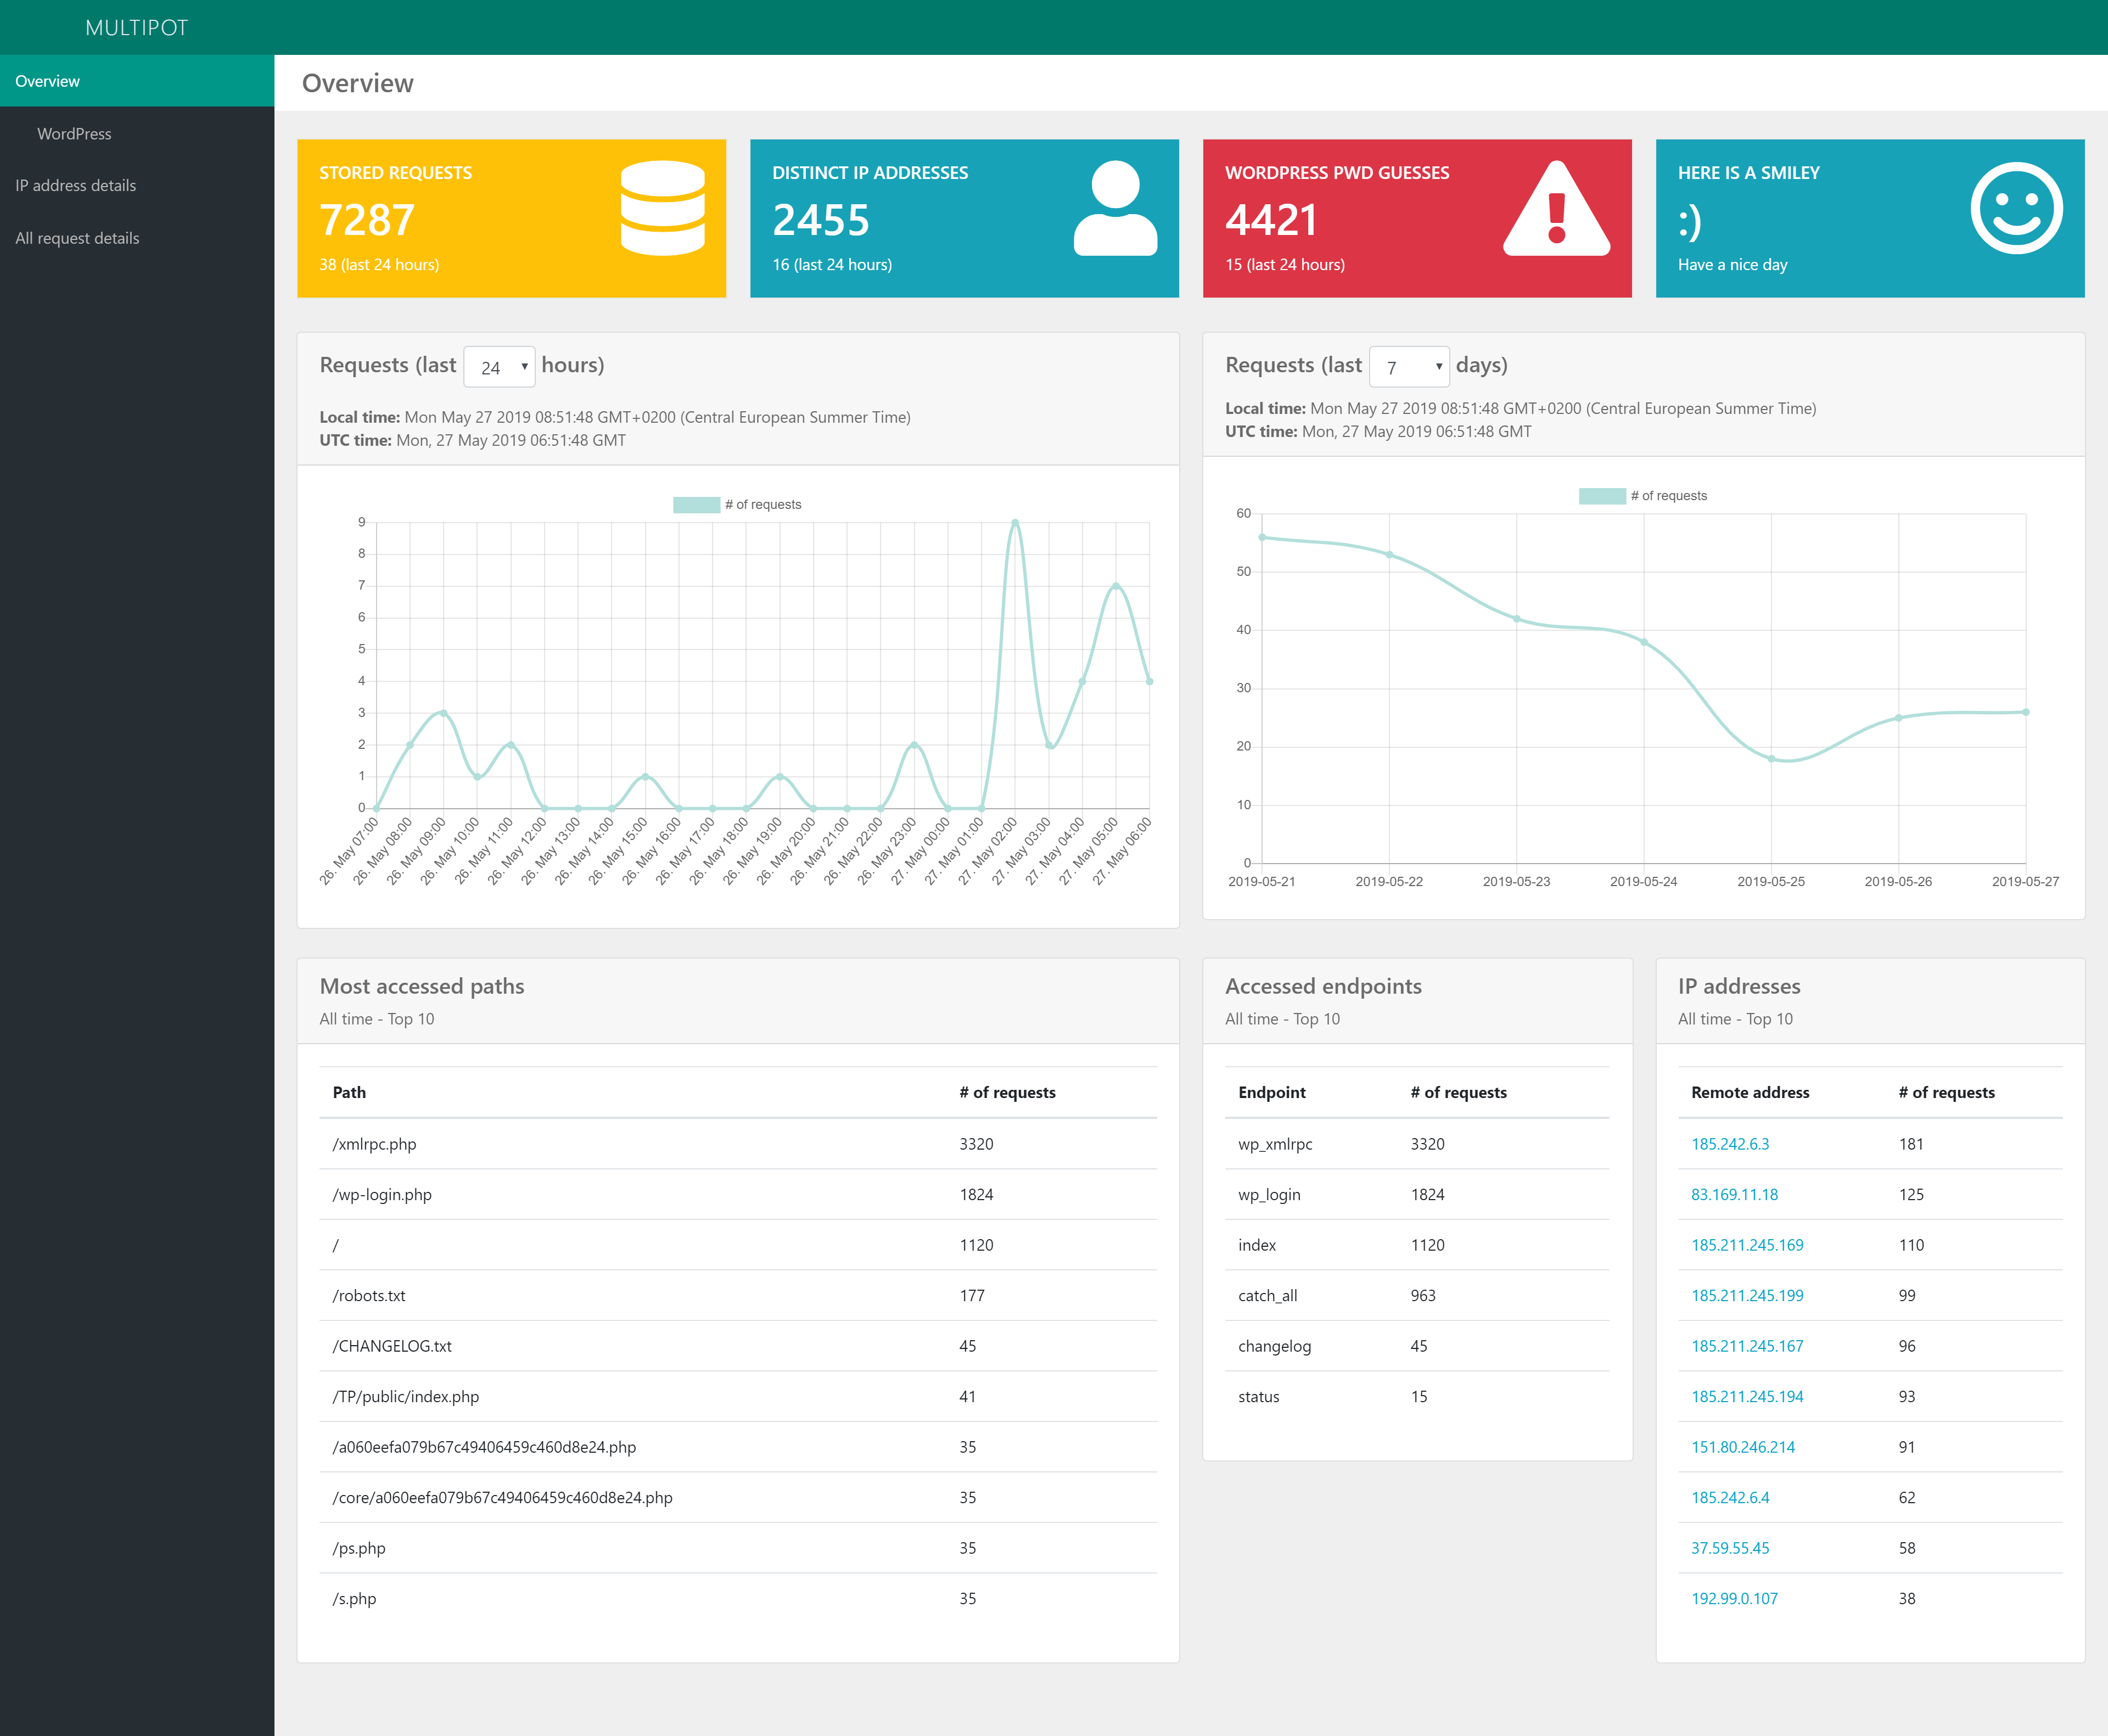 MULTIPOT
Overview
WordPress
IP address details
All request details
Overview
STORED REQUESTS
7287
38 (last 24 hours)
DISTINCT IP ADDRESSES
2455
16 (last 24 hours)
WORDPRESS PWD GUESSES
4421
15 (last 24 hours)
HERE IS A SMILEY
:)
Have a nice day
Requests (last 24 hours)
Local time: Mon May 27 2019 08:51:48 GMT+0200 (Central European Summer Time)
UTC time: Mon, 27 May 2019 06:51:48 GMT
# of requests
9
8
7
6
5
4
3
2
1
0
26. May 07:00
26. May 08:00
26. May 09:00
26. May 10:00
26. May 11:00
26. May 12:00
26. May 13:00
26. May 14:00
26. May 15:00
26. May 16:00
26. May 17:00
26. May 18:00
26. May 19:00
26. May 20:00
26. May 21:00
26. May 22:00
26. May 23:00
27. May 00:00
27. May 01:00
27. May 02:00
27. May 03:00
27. May 04:00
27. May 05:00
27. May 06:00
Requests (last 7 days)
Local time: Mon May 27 2019 08:51:48 GMT+0200 (Central European Summer Time)
UTC time: Mon, 27 May 2019 06:51:48 GMT
# of requests
60
50
40
30
20
10
0
2019-05-21 2019-05-22 2019-05-23 2019-05-24 2019-05-25 2019-05-26 2019-05-27
Most accessed paths
All time - Top 10
Path # of requests
/xmlrpc.php 3320
/wp-login.php 1824
/ 1120
/robots.txt 177
/CHANGELOG.txt 45
/TP/public/index.php 41
/a060eefa079b67c49406459c460d8e24.php 35
/core/a060eefa079b67c49406459c460d8e24.php 35
/ps.php 35
/s.php 35
Accessed endpoints
All time - Top 10
Endpoint # of requests
wp_xmlrpc 3320
wp_login 1824
index 1120
catch_all 963
changelog 45
status 15
IP addresses
All time - Top 10
Remote address # of requests
185.242.6.3 181
83.169.11.18 125
185.211.245.169 110
185.211.245.199 99
185.211.245.167 96
185.211.245.194 93
151.80.246.214 91
185.242.6.4 62
37.59.55.45 58
192.99.0.107 38